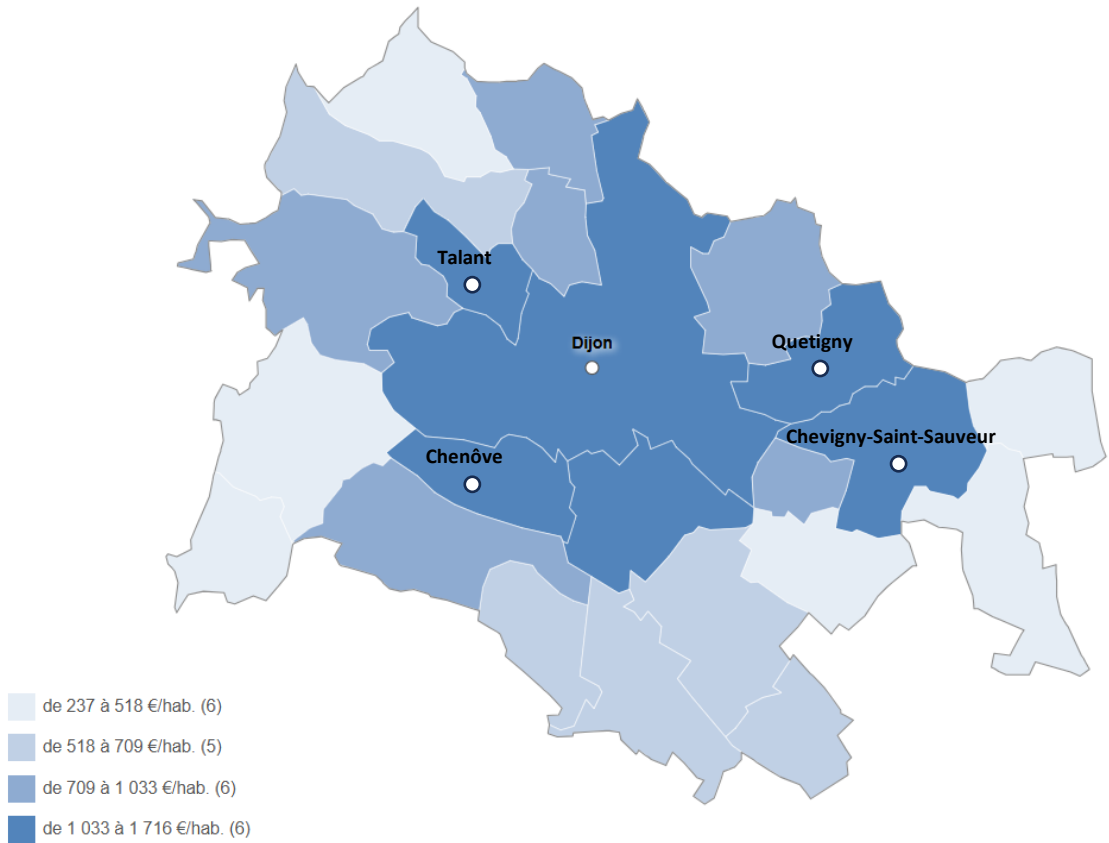 Talant
Dijon
Quetigny
Chevigny-Saint-Sauveur
Chenôve
de 237 à 518 €/hab. (6)
de 518 à 709 €/hab. (5)
de 709 à 1 033 €/hab. (6)
de 1 033 à 1 716 €/hab. (6)